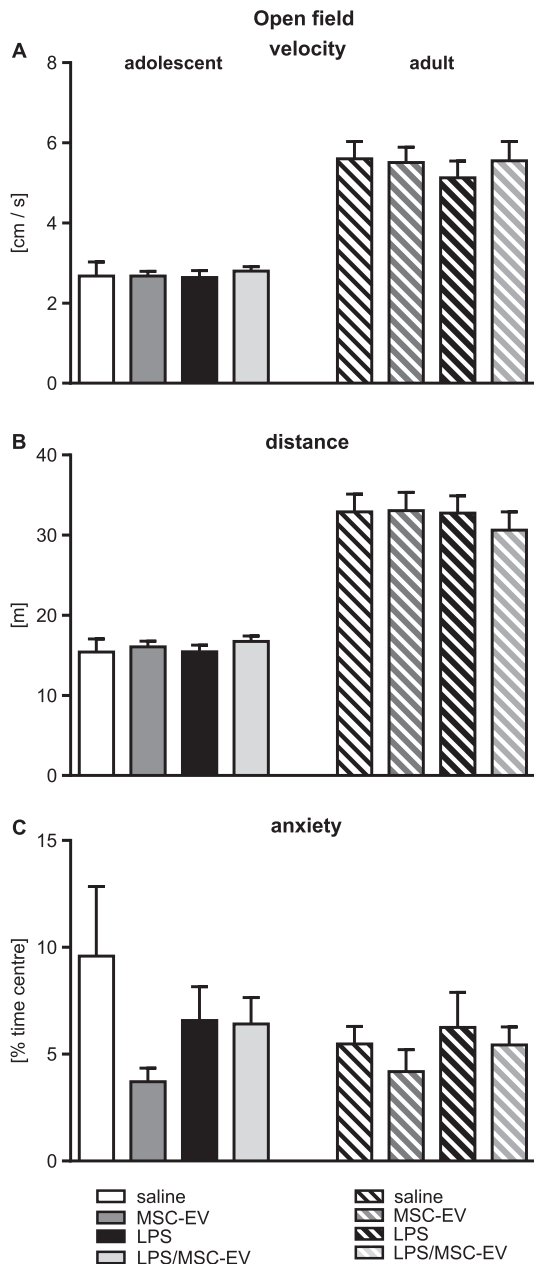 Open field
A
velocity
adolescent
adult
8
6
4
2
0
[cm / s]
B
distance
40
30
20
10
0
[m]
C
anxiety
15
10
5
0
[% time centre]
saline
MSC-EV
LPS
LPS/MSC-EV
saline
MSC-EV
LPS
LPS/MSC-EV